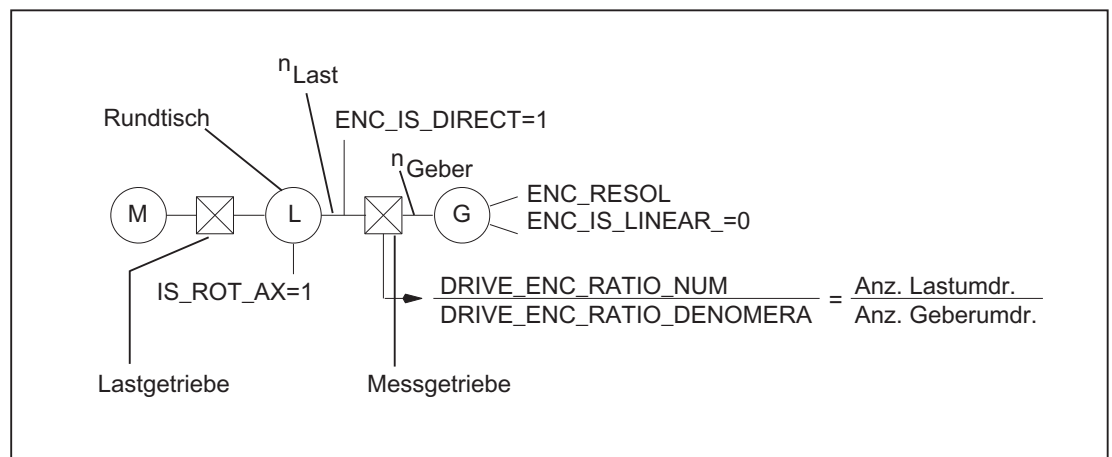 nLast
Rundtisch
ENC_IS_DIRECT=1
nGeber
M
L
G
ENC_RESOL
ENC_IS_LINEAR_=0
IS_ROT_AX=1
DRIVE_ENC_RATIO_NUM
DRIVE_ENC_RATIO_DENOMERA
=
Anz. Lastumdr.
Anz. Geberumdr.
Lastgetriebe
Messgetriebe